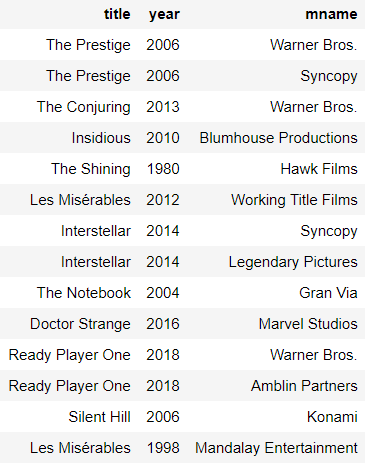 title year mname
The Prestige 2006 Warner Bros.
The Prestige 2006 Syncopy
The Conjuring 2013 Warner Bros.
Insidious 2010 Blumhouse Productions
The Shining 1980 Hawk Films
Les Misérables 2012 Working Title Films
Interstellar 2014 Syncopy
Interstellar 2014 Legendary Pictures
The Notebook 2004 Gran Via
Doctor Strange 2016 Marvel Studios
Ready Player One 2018 Warner Bros.
Ready Player One 2018 Amblin Partners
Silent Hill 2006 Konami
Les Misérables 1998 Mandalay Entertainment